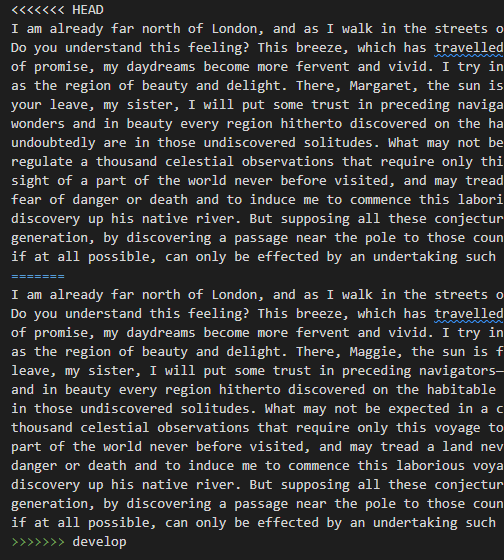 <<<<<<< HEAD
I am already far north of London, and as I walk in the streets o
Do you understand this feeling? This breeze, which has travelled
of promise, my daydreams become more fervent and vivid. I try in
as the region of beauty and delight. There, Margaret, the sun is
your leave, my sister, I will put some trust in preceding naviga
wonders and in beauty every region hitherto discovered on the ha
undoubtedly are in those undiscovered solitudes. What may not be
regulate a thousand celestial observations that require only thi
sight of a part of the world never before visited, and may tread
fear of danger or death and to induce me to commence this labori
discovery up his native river. But supposing all these conjectur
generation, by discovering a passage near the pole to those coun
if at all possible, can only be effected by an undertaking such
=======
I am already far north of London, and as I walk in the streets o
Do you understand this feeling? This breeze, which has travelled
of promise, my daydreams become more fervent and vivid. I try in
as the region of beauty and delight. There, Maggie, the sun is f
leave, my sister, I will put some trust in preceding navigators—
and in beauty every region hitherto discovered on the habitable
in those undiscovered solitudes. What may not be expected in a c
thousand celestial observations that require only this voyage to
part of the world never before visited, and may tread a land nev
danger or death and to induce me to commence this laborious voya
discovery up his native river. But supposing all these conjectur
generation, by discovering a passage near the pole to those coun
if at all possible, can only be effected by an undertaking such
>>>>>>> develop